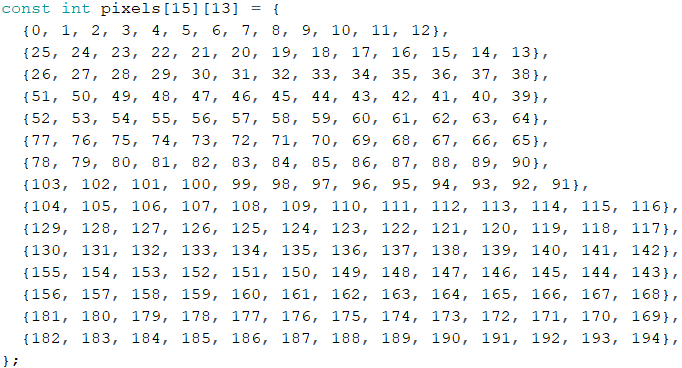 const int pixels[15][13] = {
{0, 1, 2, 3, 4, 5, 6, 7, 8, 9, 10, 11, 12},
{25, 24, 23, 22, 21, 20, 19, 18, 17, 16, 15, 14, 13},
{26, 27, 28, 29, 30, 31, 32, 33, 34, 35, 36, 37, 38},
{51, 50, 49, 48, 47, 46, 45, 44, 43, 42, 41, 40, 39},
{52, 53, 54, 55, 56, 57, 58, 59, 60, 61, 62, 63, 64},
{77, 76, 75, 74, 73, 72, 71, 70, 69, 68, 67, 66, 65},
{78, 79, 80, 81, 82, 83, 84, 85, 86, 87, 88, 89, 90},
{103, 102, 101, 100, 99, 98, 97, 96, 95, 94, 93, 92, 91},
{104, 105, 106, 107, 108, 109, 110, 111, 112, 113, 114, 115, 116},
{129, 128, 127, 126, 125, 124, 123, 122, 121, 120, 119, 118, 117},
{130, 131, 132, 133, 134, 135, 136, 137, 138, 139, 140, 141, 142},
{155, 154, 153, 152, 151, 150, 149, 148, 147, 146, 145, 144, 143},
{156, 157, 158, 159, 160, 161, 162, 163, 164, 165, 166, 167, 168},
{181, 180, 179, 178, 177, 176, 175, 174, 173, 172, 171, 170, 169},
{182, 183, 184, 185, 186, 187, 188, 189, 190, 191, 192, 193, 194},
};